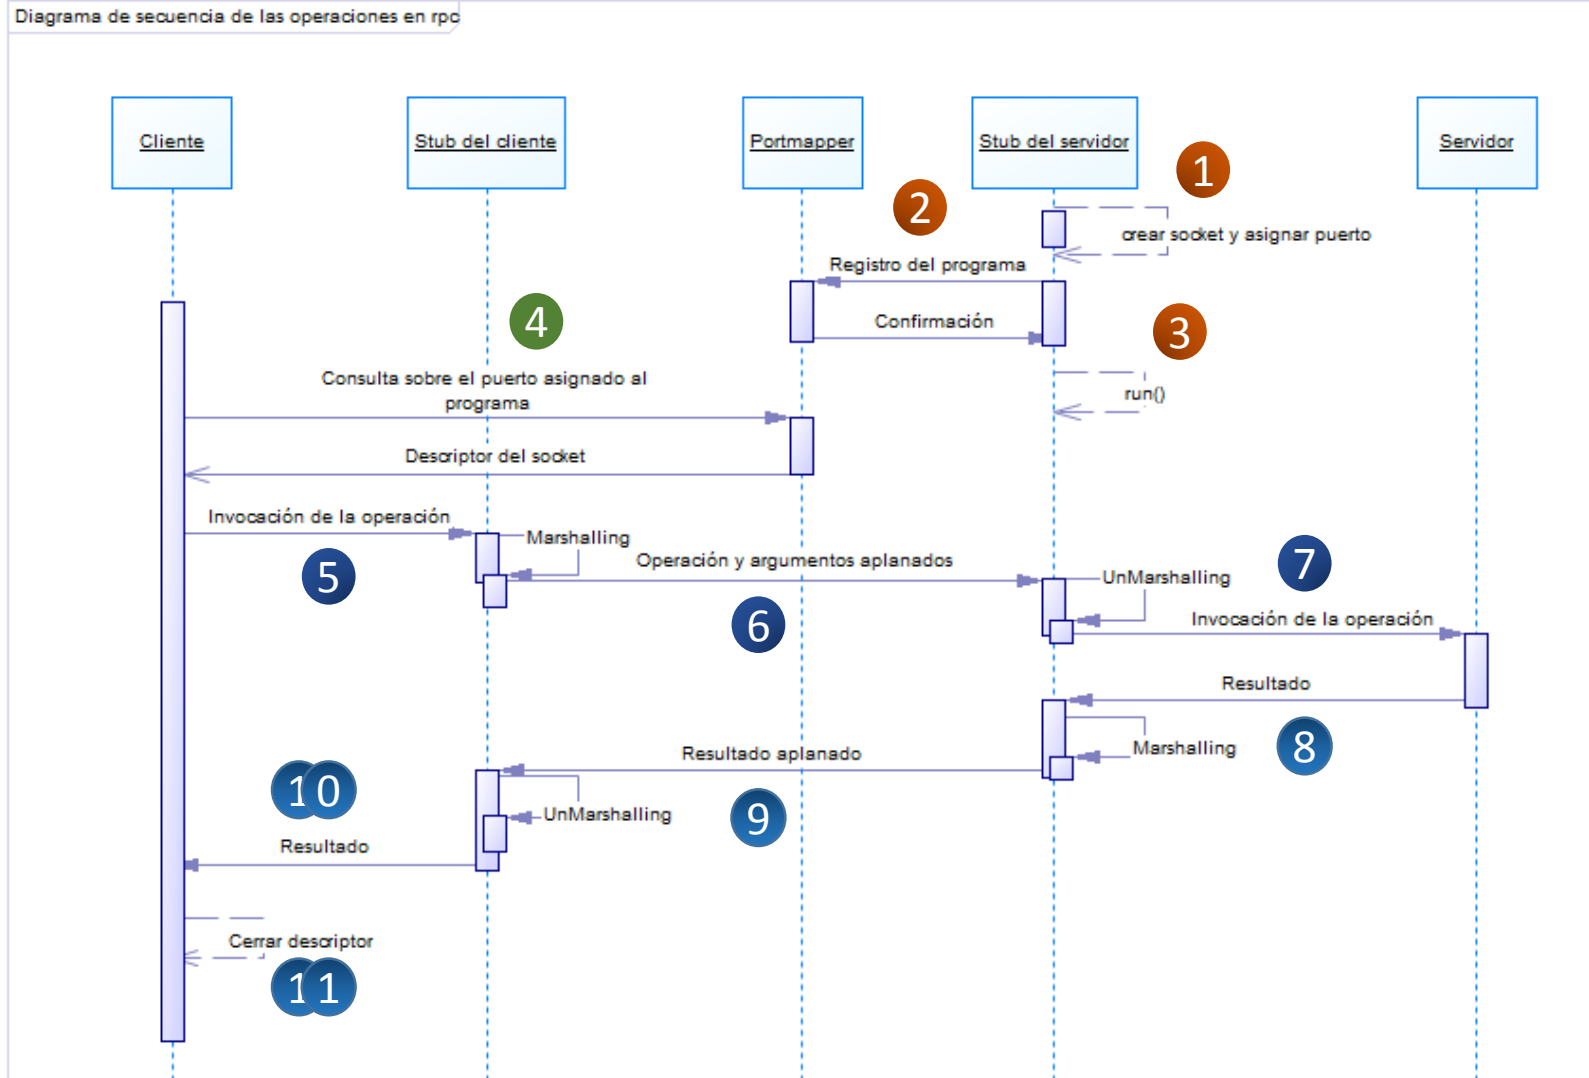 Diagrama de secuencia de las operaciones en rpc
Cliente
Stub del cliente
Portmapper
Stub del servidor
Servidor
1
crear socket y asignar puerto
2
Registro del programa
Confirmación
3
run()
4
Consulta sobre el puerto asignado al
programa
Descriptor del socket
Invocación de la operación
5
Marshalling
Operación y argumentos aplanados
6
UnMarshalling
7
Invocación de la operación
Resultado
8
Marshalling
Resultado aplanado
9
UnMarshalling
10
Resultado
Cerrar descriptor
11